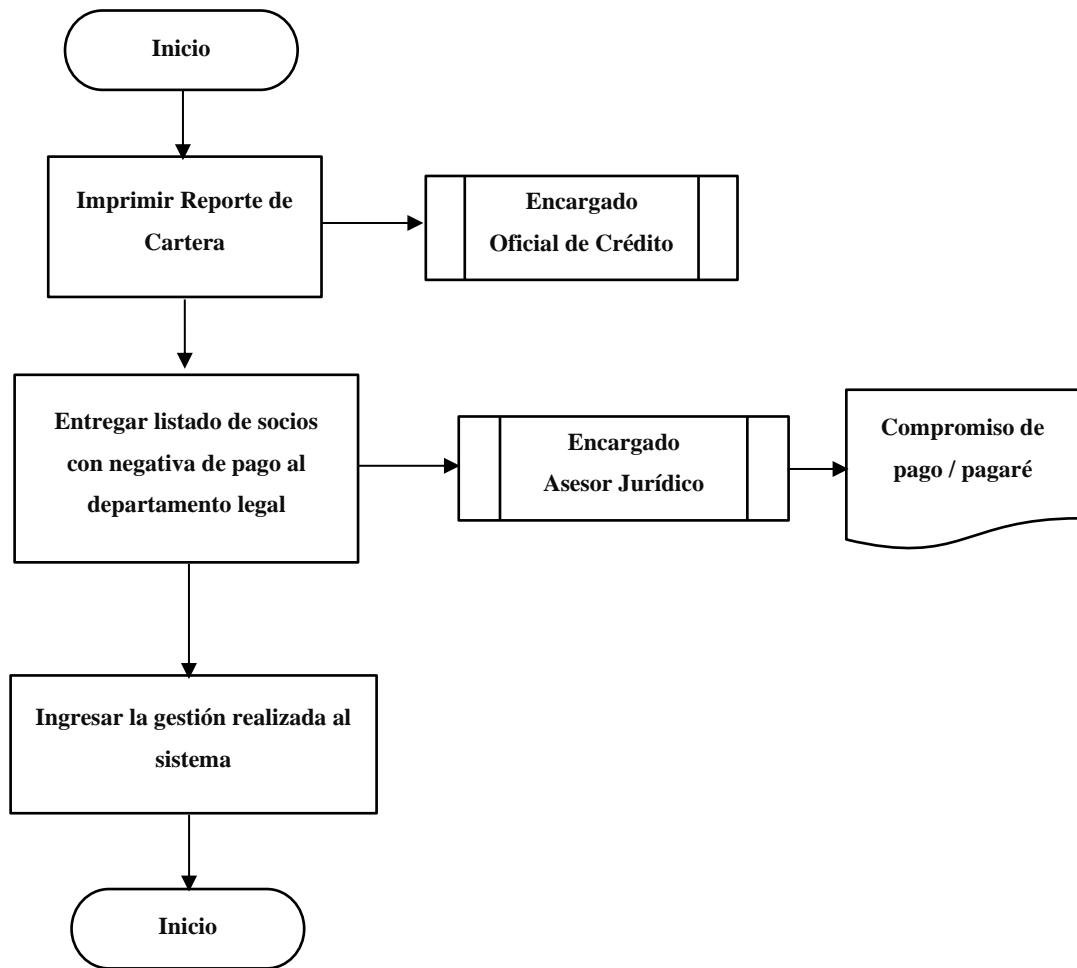 Inicio
Imprimir Reporte de
Cartera
Encargado
Oficial de Crédito
Entregar listado de socios
con negativa de pago al
departamento legal
Encargado
Asesor Jurídico
Compromiso de
pago / pagaré
Ingresar la gestión realizada al
sistema
Inicio